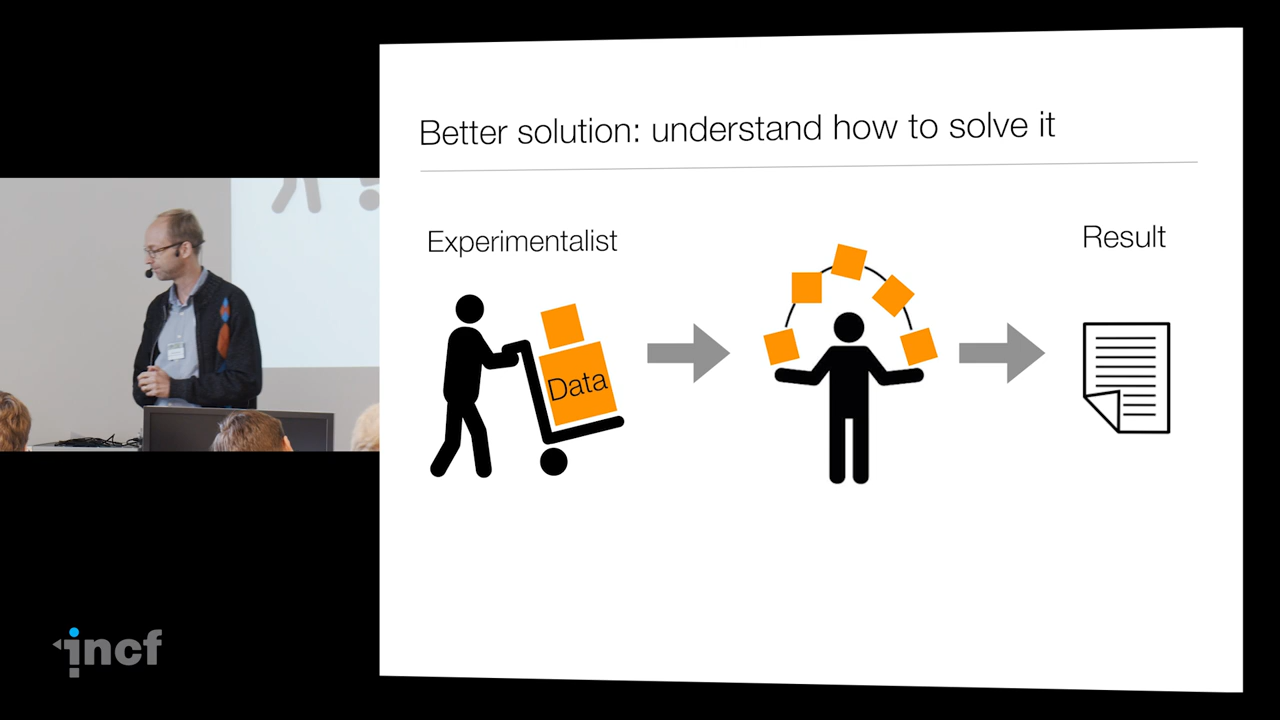 Better solution: understand how to solve it
Experimentalist
Result
Data
incf